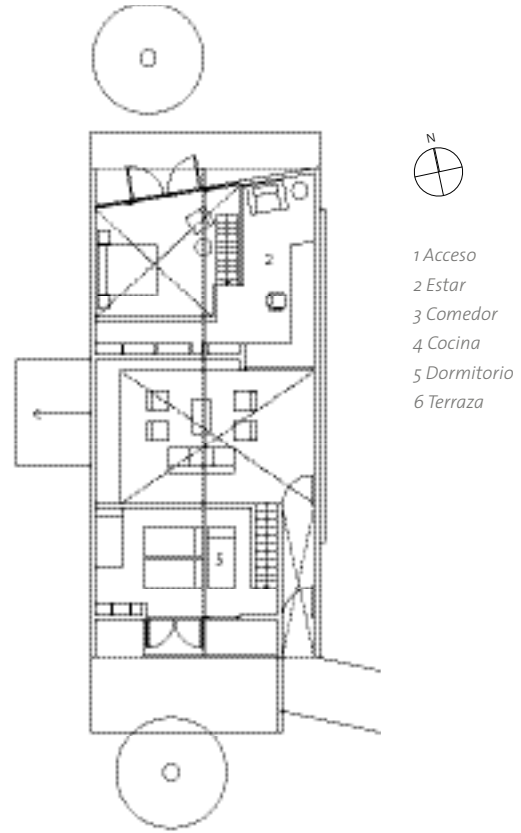 N
1 Acceso
2 Estar
3 Comedor
4 Cocina
5 Dormitorio
6 Terraza
2
5